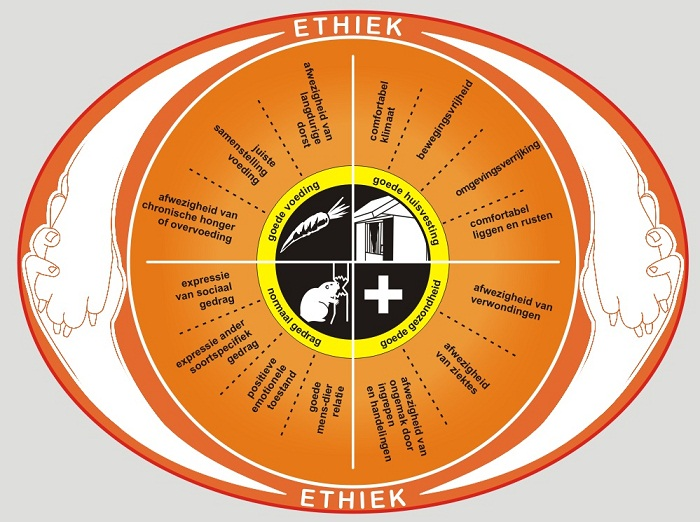 ETHIEK
afwezigheid van
langdurige
dorst
juiste
samenstelling
voeding
afwezigheid van
chronische honger
of overvoeding
goede voeding
comfortabel
klimaat
bewegingsvrijheid
omgevingsverrijking
comfortabel
liggen en rusten
goede huisvesting
expressie
van sociaal
gedrag
expressie ander
soortspecifiek
gedrag
positieve
emotionele
toestand
goede
mens-dier
relatie
normaal gedrag
afwezigheid van
verwondingen
afwezigheid
van ziektes
afwezigheid van
ongemak door
ingrepen
en handelingen
goede gezondheid
ETHIEK